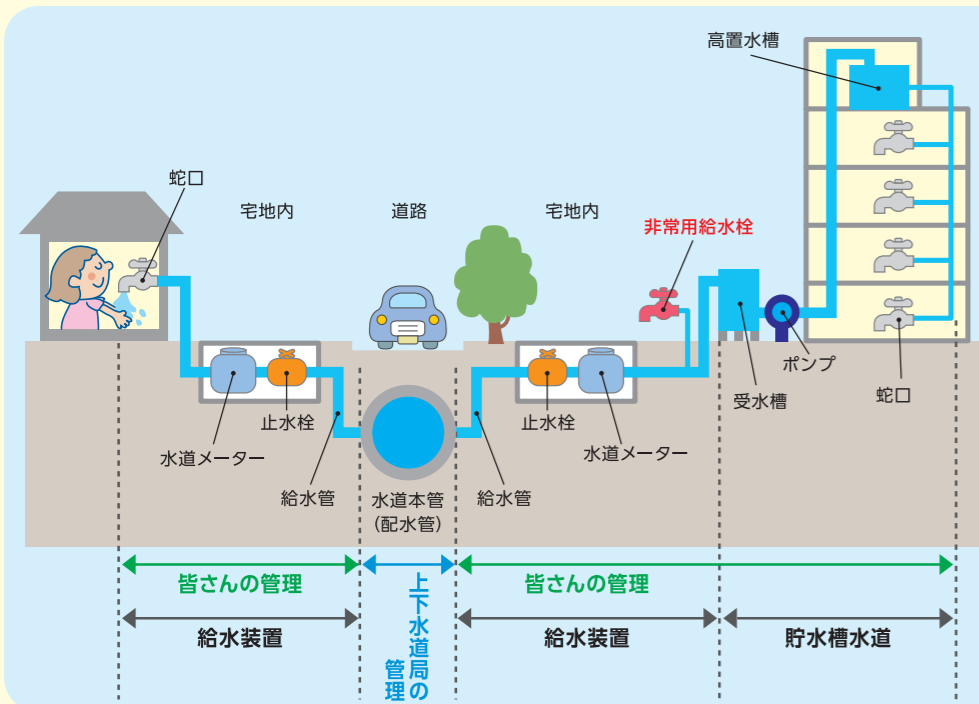 高置水槽
蛇口
宅地内
道路
宅地内
非常用給水栓
ポンプ
受水槽
蛇口
止水栓
水道メーター
給水管
水道本管
（配水管）
給水管
止水栓
水道メーター
皆さんの管理
上下水道局の
管理
皆さんの管理
給水装置
給水装置
貯水槽水道